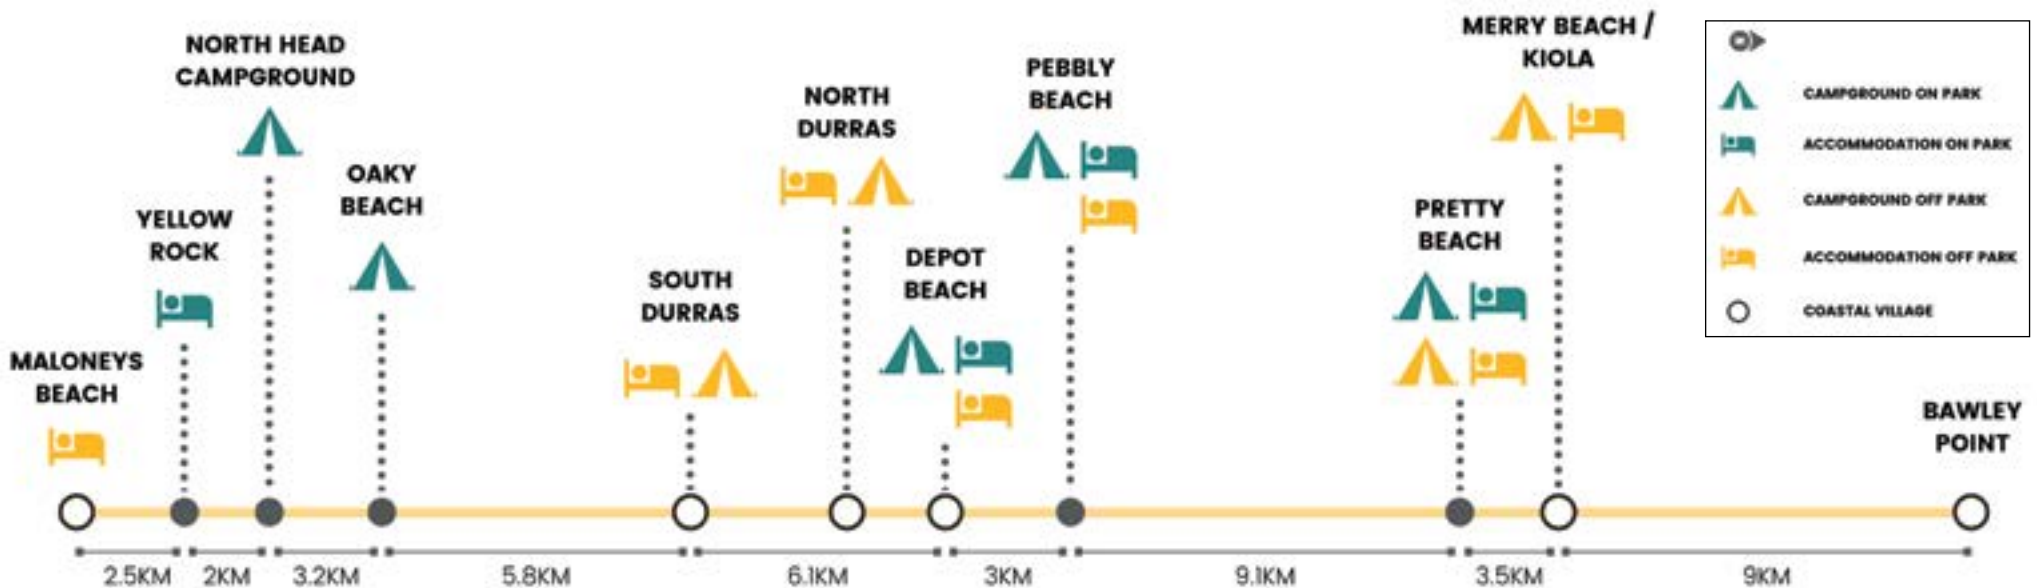 NORTH HEAD
CAMPGROUND
MERRY BEACH /
KIOLA
PEBBLY
BEACH
NORTH
DURRAS
OAKY
BEACH
YELLOW
ROCK
PRETTY
BEACH
DEPOT
BEACH
SOUTH
DURRAS
MALONEYS
BEACH
BAWLEY
POINT
CAMPGROUND ON PARK
ACCOMMODATION ON PARK
CAMPGROUND OFF PARK
ACCOMMODATION OFF PARK
COASTAL VILLAGE
2.5KM 2KM 3.2KM 5.8KM 6.1KM 3KM 9.1KM 3.5KM 9KM